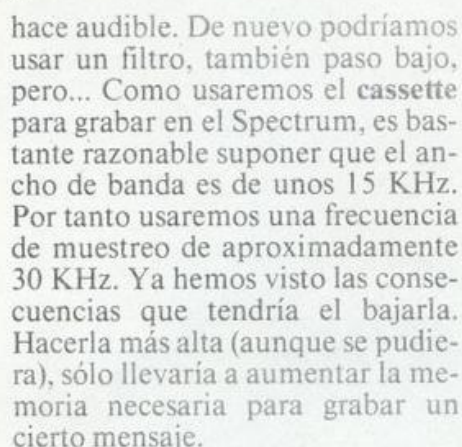 hace audible. De nuevo podríamos
usar un filtro, también paso bajo,
pero... Como usaremos el cassette
para grabar en el Spectrum, es bas-
tante razonable suponer que el an-
cho de banda es de unos 15 KHz.
Por tanto usaremos una frecuencia
de muestreo de aproximadamente
30 KHz. Ya hemos visto las conse-
cuencias que tendría el bajarla.
Hacerla más alta (aunque se pudie-
ra), sólo llevaría a aumentar la me-
moria necesaria para grabar un
cierto mensaje.